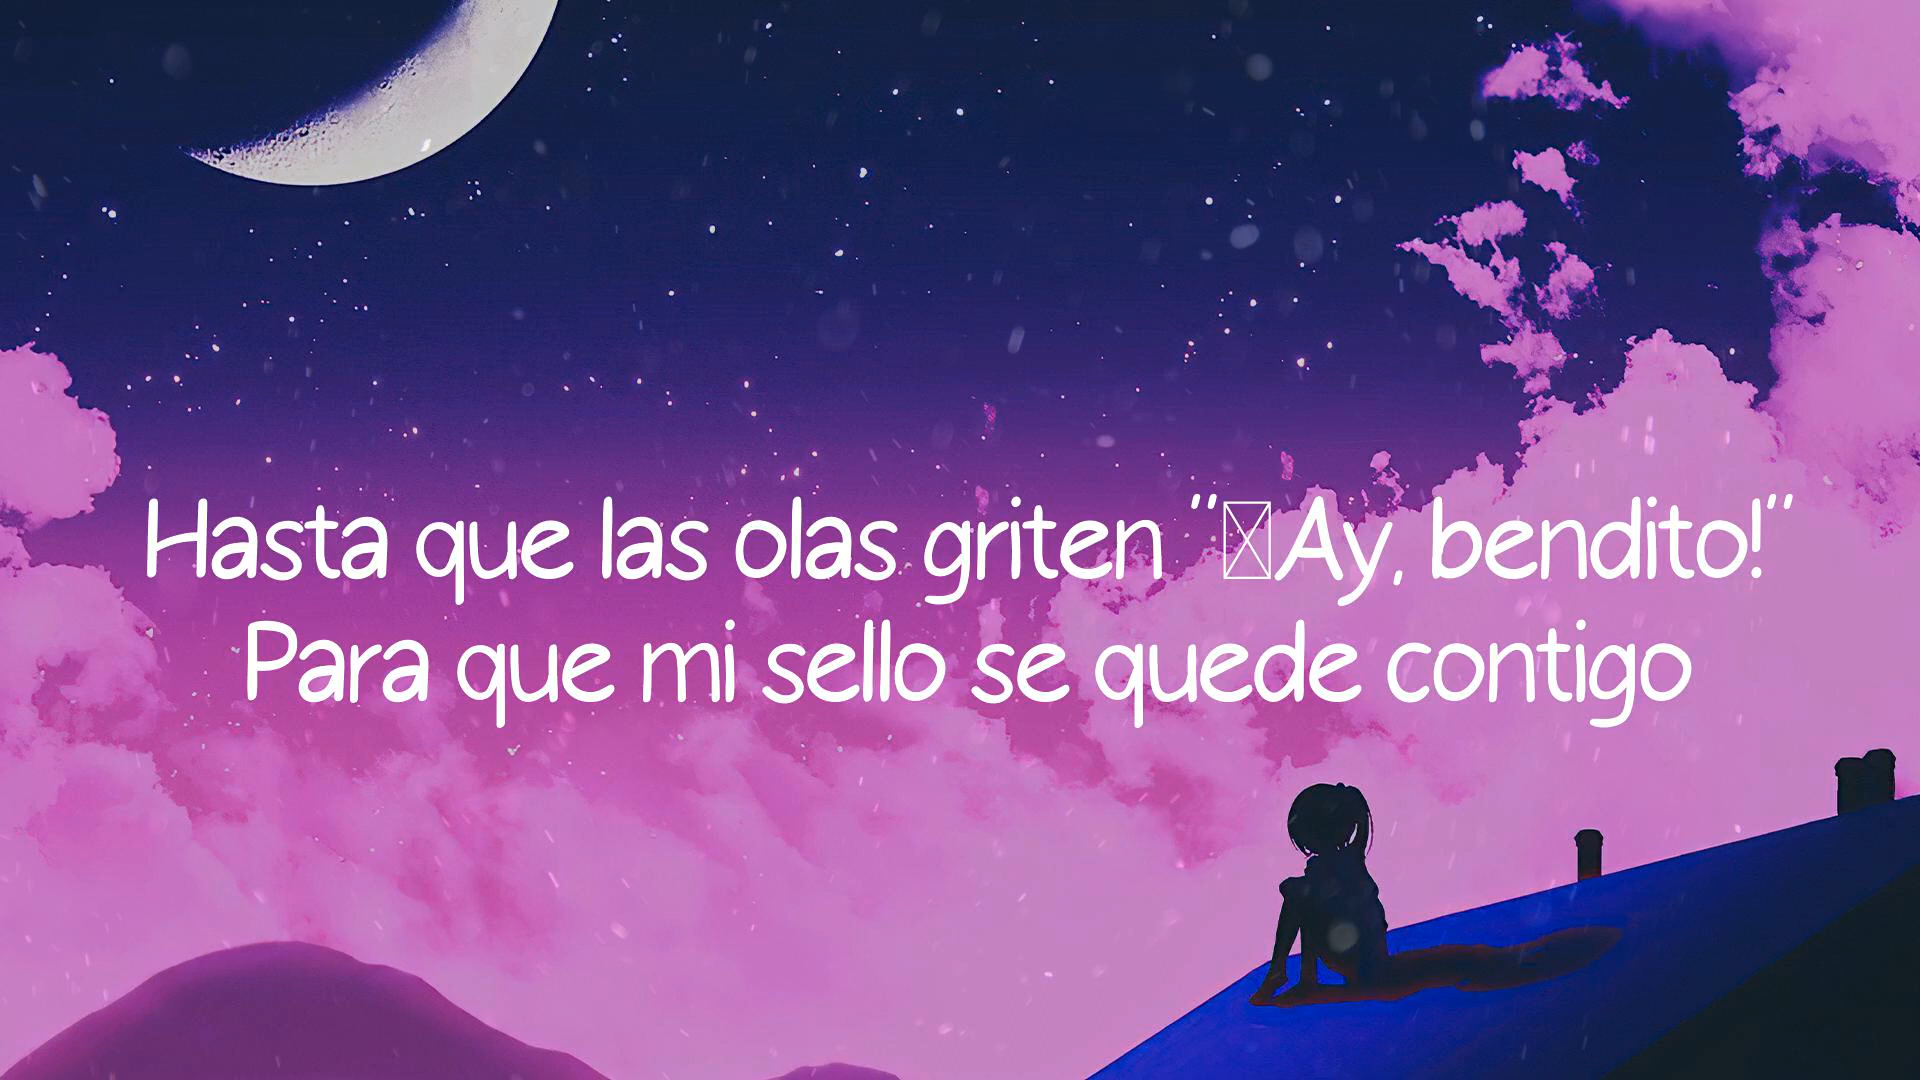 Hasta que las olas griten "Ay, bendito!"
Para que mi sello se quede contigo